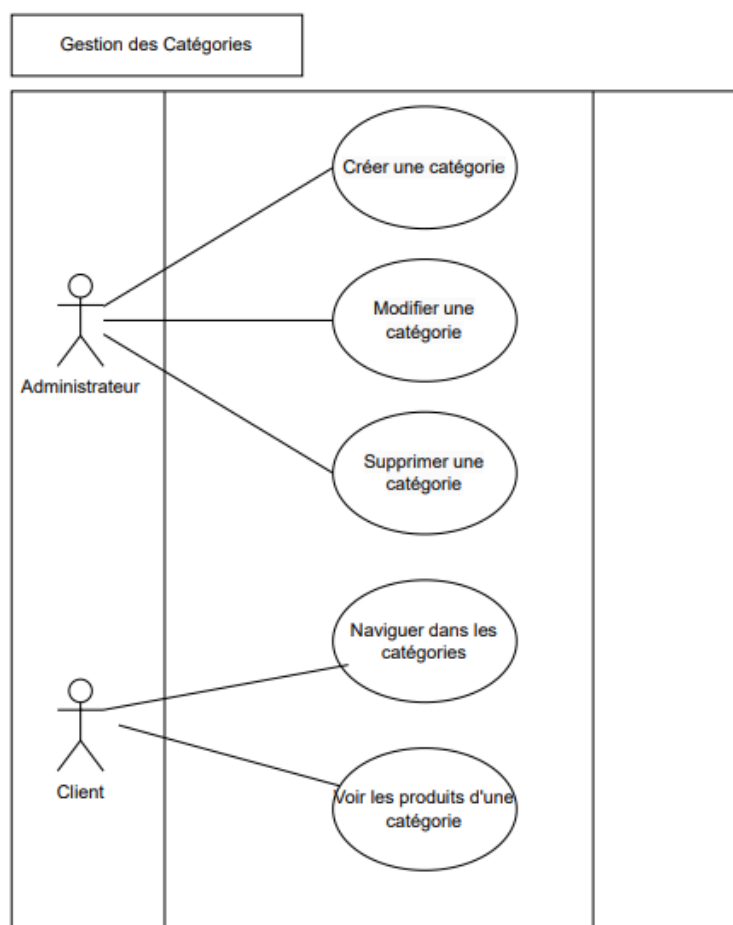 Gestion des Catégories
Créer une catégorie
Modifier une
catégorie
Administrateur
Supprimer une
catégorie
Naviguer dans les
catégories
Client
Voir les produits d'une
catégorie